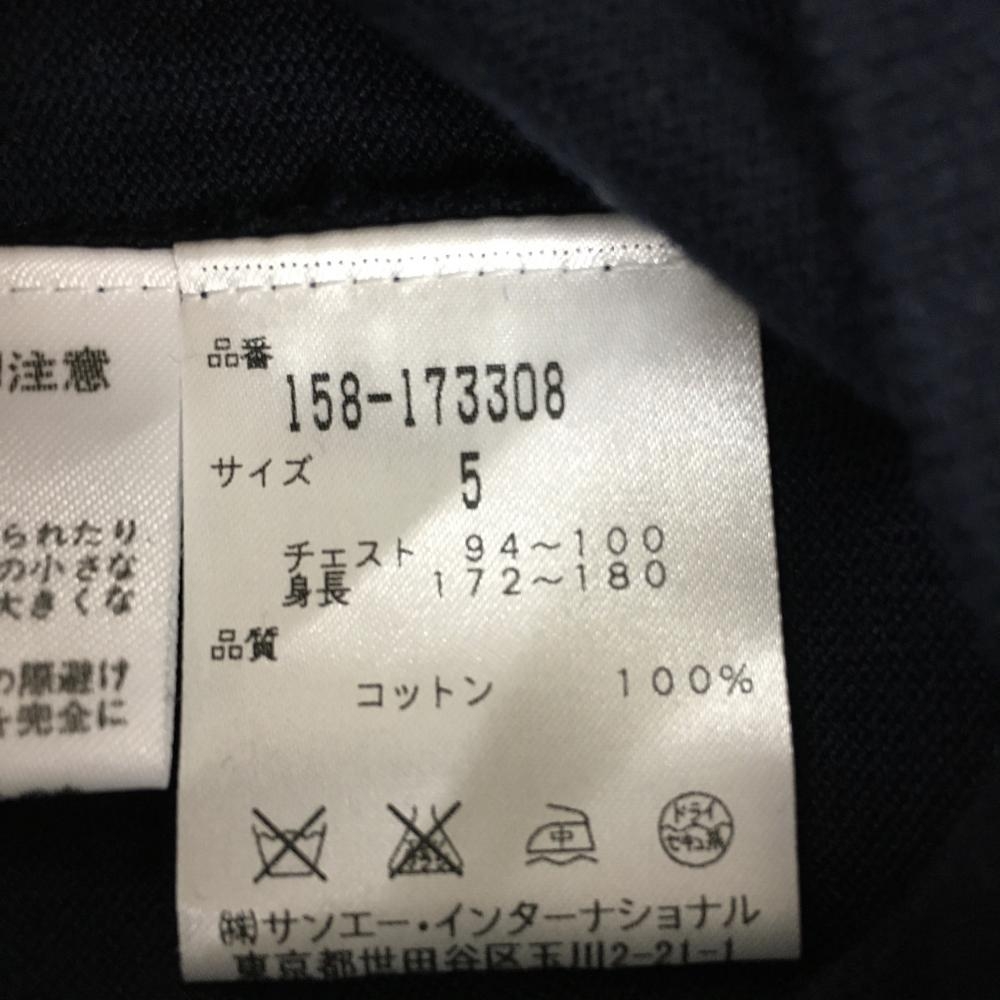 注意
られたり
の小さな
大きくな
の際避け
を完全に
品番
158-173308
サイズ 5
チェスト 94～100
身長 172～180
品質
コットン 100%
中
ドライ
セキユ系
㈱サンエー・インターナショナル
東京都世田谷区玉川2-21-1